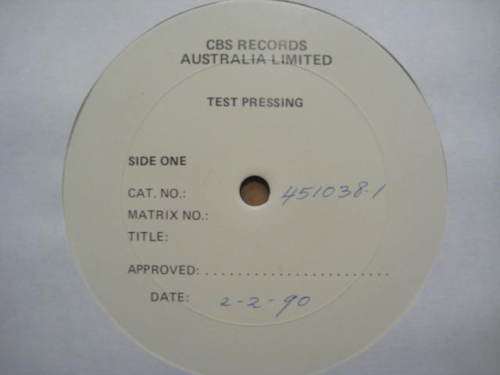 CBS RECORDS
AUSTRALIA LIMITED
TEST PRESSING
SIDE ONE
CAT. NO.: 451038-1
MATRIX NO.:
TITLE:
APPROVED: . . . . . . . . . . . . . . . . . . . . . . . .
DATE: 2-2-90